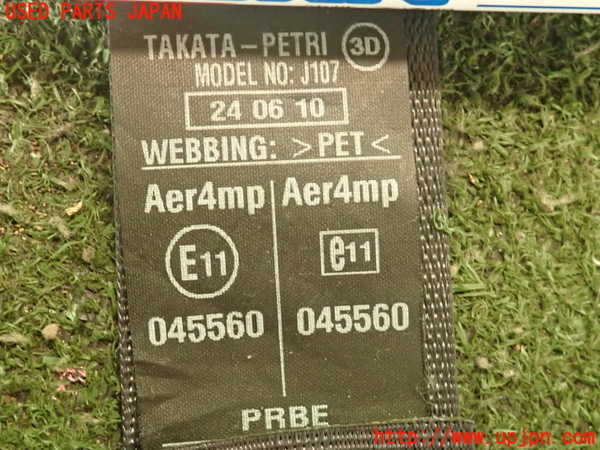 USED PARTS JAPAN
TAKATA-PETRI 3D
MODEL NO: J107
24 06 10
WEBBING: >PET<
Aer4mp Aer4mp
E11 e11
045560 045560
PRBE
http://www.upjpn.com